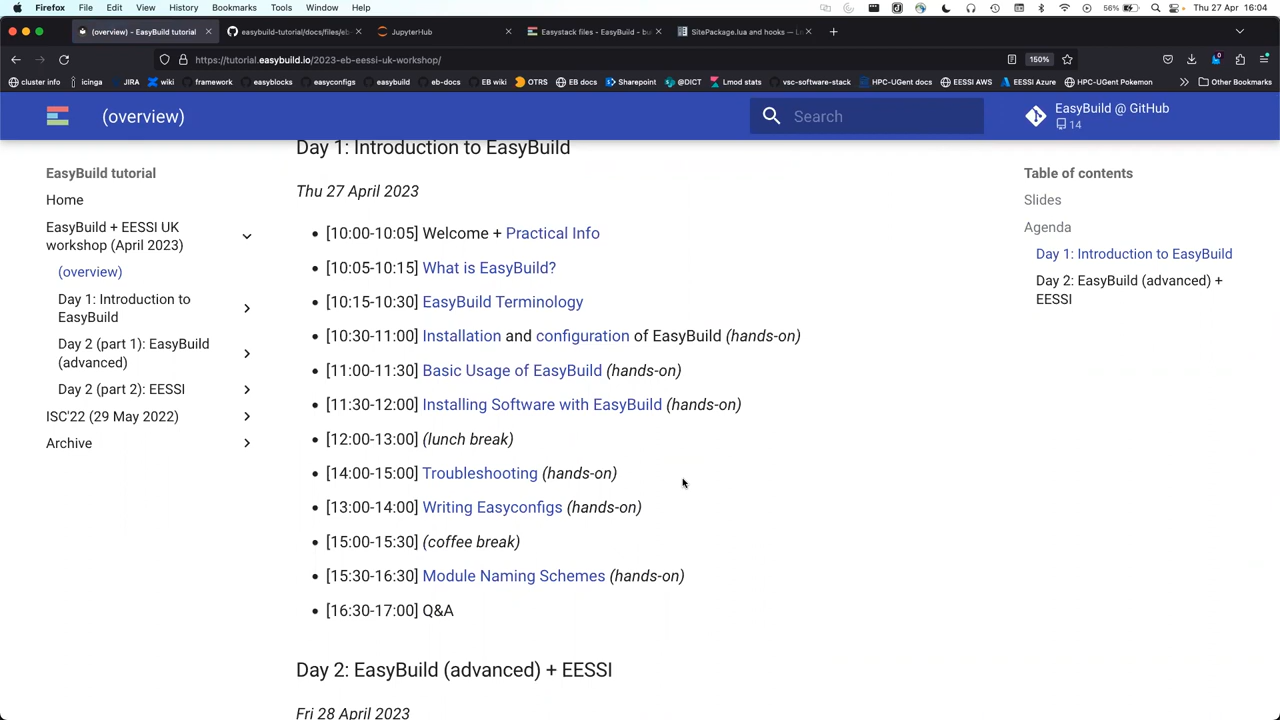 Firefox File Edit View History Bookmarks Tools Window Help 56% Thu 27 Apr 16:04
(overview) - EasyBuild tutorial easybuild-tutorial/docs/files/eb- JupyterHub Easystack files - EasyBuild - bu SitePackage.lua and hooks — L
https://tutorial.easybuild.io/2023-eb-eessi-uk-workshop/ 150%
cluster info icinga JIRA wiki framework easyblocks easyconfigs easybuild eb-docs EB wiki OTRS EB docs Sharepoint @DICT Lmod stats vsc-software-stack HPC-UGent docs EESSI AWS EESSI Azure HPC-UGent Pokemon Other Bookmarks
(overview) Search EasyBuild @ GitHub
14
EasyBuild tutorial
Home
EasyBuild + EESSI UK
workshop (April 2023)
(overview)
Day 1: Introduction to
EasyBuild
Day 2 (part 1): EasyBuild
(advanced)
Day 2 (part 2): EESSI
ISC'22 (29 May 2022)
Archive
Day 1: Introduction to EasyBuild
Thu 27 April 2023
[10:00-10:05] Welcome + Practical Info
[10:05-10:15] What is EasyBuild?
[10:15-10:30] EasyBuild Terminology
[10:30-11:00] Installation and configuration of EasyBuild (hands-on)
[11:00-11:30] Basic Usage of EasyBuild (hands-on)
[11:30-12:00] Installing Software with EasyBuild (hands-on)
[12:00-13:00] (lunch break)
[14:00-15:00] Troubleshooting (hands-on)
[13:00-14:00] Writing Easyconfigs (hands-on)
[15:00-15:30] (coffee break)
[15:30-16:30] Module Naming Schemes (hands-on)
[16:30-17:00] Q&A
Day 2: EasyBuild (advanced) + EESSI
Fri 28 April 2023
Table of contents
Slides
Agenda
Day 1: Introduction to EasyBuild
Day 2: EasyBuild (advanced) +
EESSI